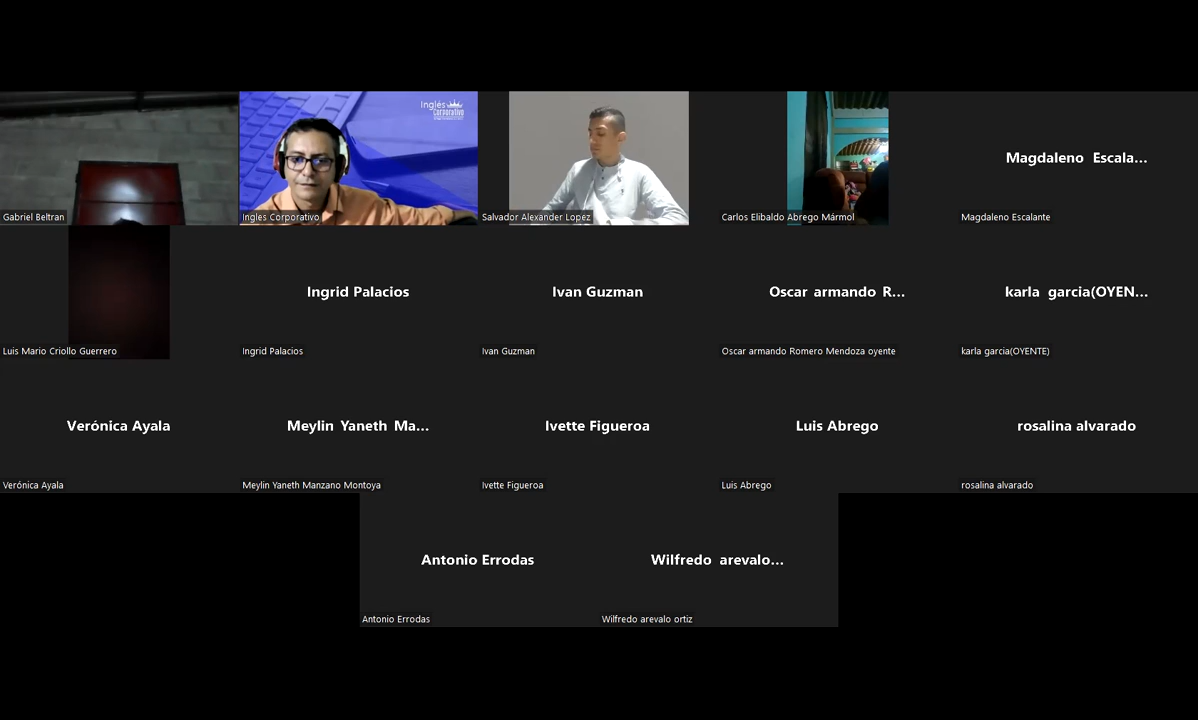 Inglés
Corporativo
Magdaleno Escala...
Gabriel Beltran
Ingles Corporativo
Salvador Alexander Lopez
Carlos Elibaldo Abrego Mármol
Magdaleno Escalante
Ingrid Palacios
Ivan Guzman
Oscar armando R...
karla garcia(OYEN...
Luis Mario Criollo Guerrero
Ingrid Palacios
Ivan Guzman
Oscar armando Romero Mendoza oyente
karla garcia(OYENTE)
Verónica Ayala
Meylin Yaneth Ma...
Ivette Figueroa
Luis Abrego
rosalina alvarado
Verónica Ayala
Meylin Yaneth Manzano Montoya
Ivette Figueroa
Luis Abrego
rosalina alvarado
Antonio Errodas
Wilfredo arevalo...
Antonio Errodas
Wilfredo arevalo ortiz